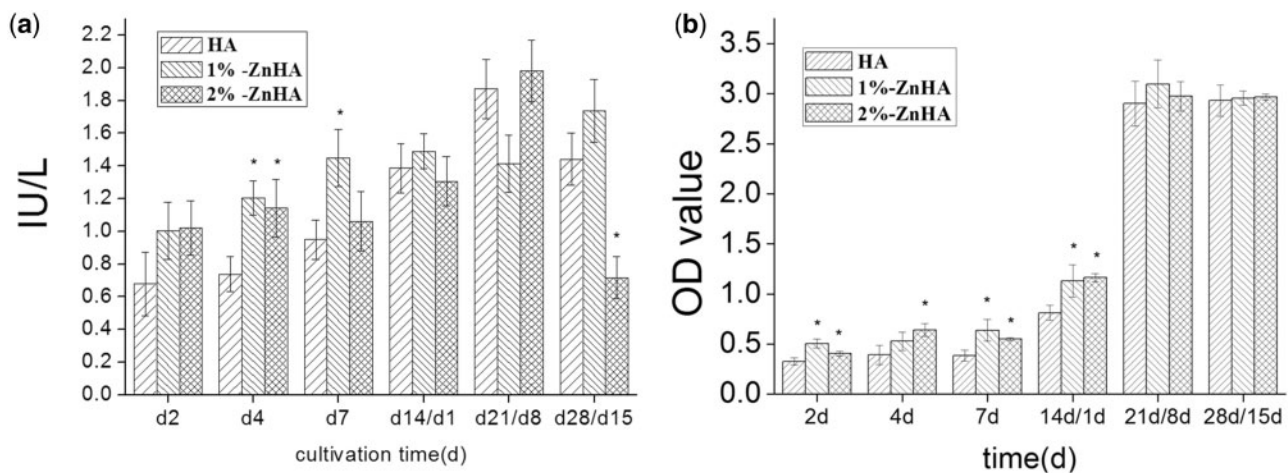 (a)
HA
1% -ZnHA
2% -ZnHA
IU/L
2.2
2.0
1.8
1.6
1.4
1.2
1.0
0.8
0.6
0.4
0.2
0.0
* * * *
d2 d4 d7 d14/d1 d21/d8 d28/d15
cultivation time(d)
(b)
HA
1%-ZnHA
2%-ZnHA
OD value
3.5
3.0
2.5
2.0
1.5
1.0
0.5
0.0
* * * * * * *
2d 4d 7d 14d/1d 21d/8d 28d/15d
time(d)